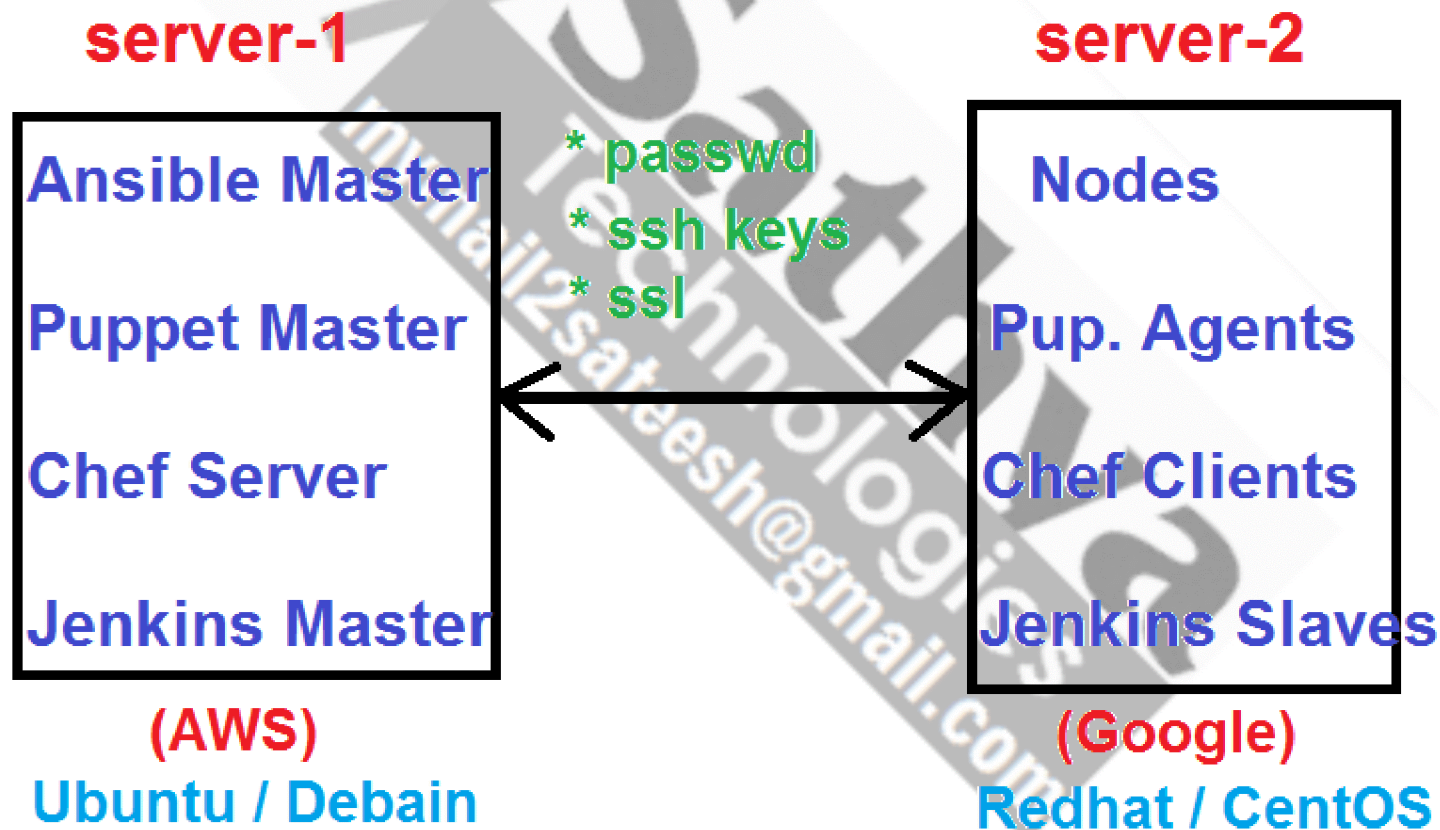 server-1
Ansible Master
Puppet Master
Chef Server
Jenkins Master
(AWS)
Ubuntu / Debain
* passwd
* ssh keys
* ssl
server-2
Nodes
Pup. Agents
Chef Clients
Jenkins Slaves
(Google)
Redhat / CentOS
Sathya
Technologies
mymail2sateesh@gmail.com